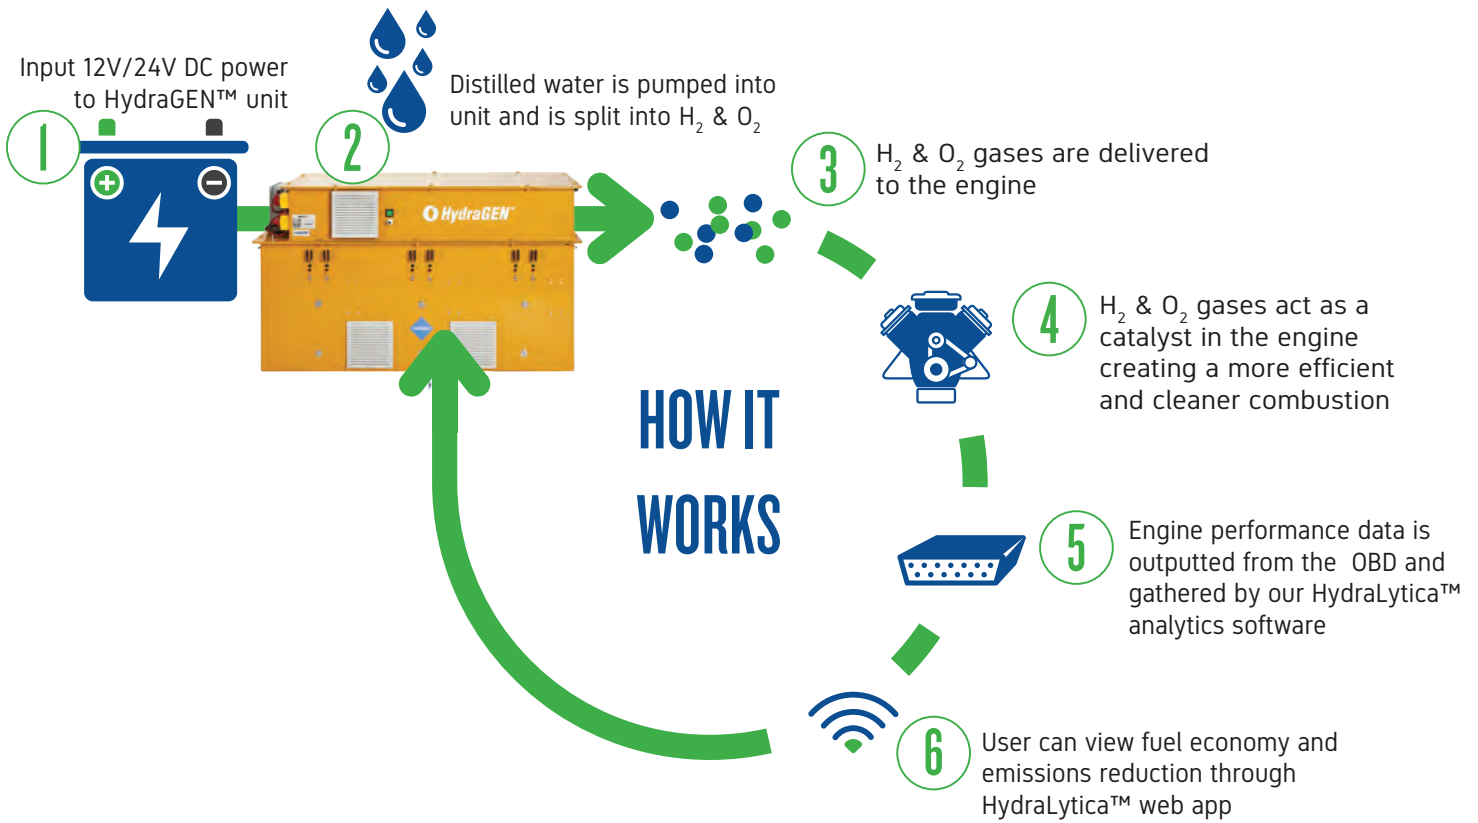 Input 12V/24V DC power
to HydraGEN™ unit
1
2
Distilled water is pumped into
unit and is split into H₂ & O₂
3
H₂ & O₂ gases are delivered
to the engine
HydraGEN™
4
H₂ & O₂ gases act as a
catalyst in the engine
creating a more efficient
and cleaner combustion
HOW IT
WORKS
5
Engine performance data is
outputted from the OBD and
gathered by our HydraLytica™
analytics software
6
User can view fuel economy and
emissions reduction through
HydraLytica™ web app